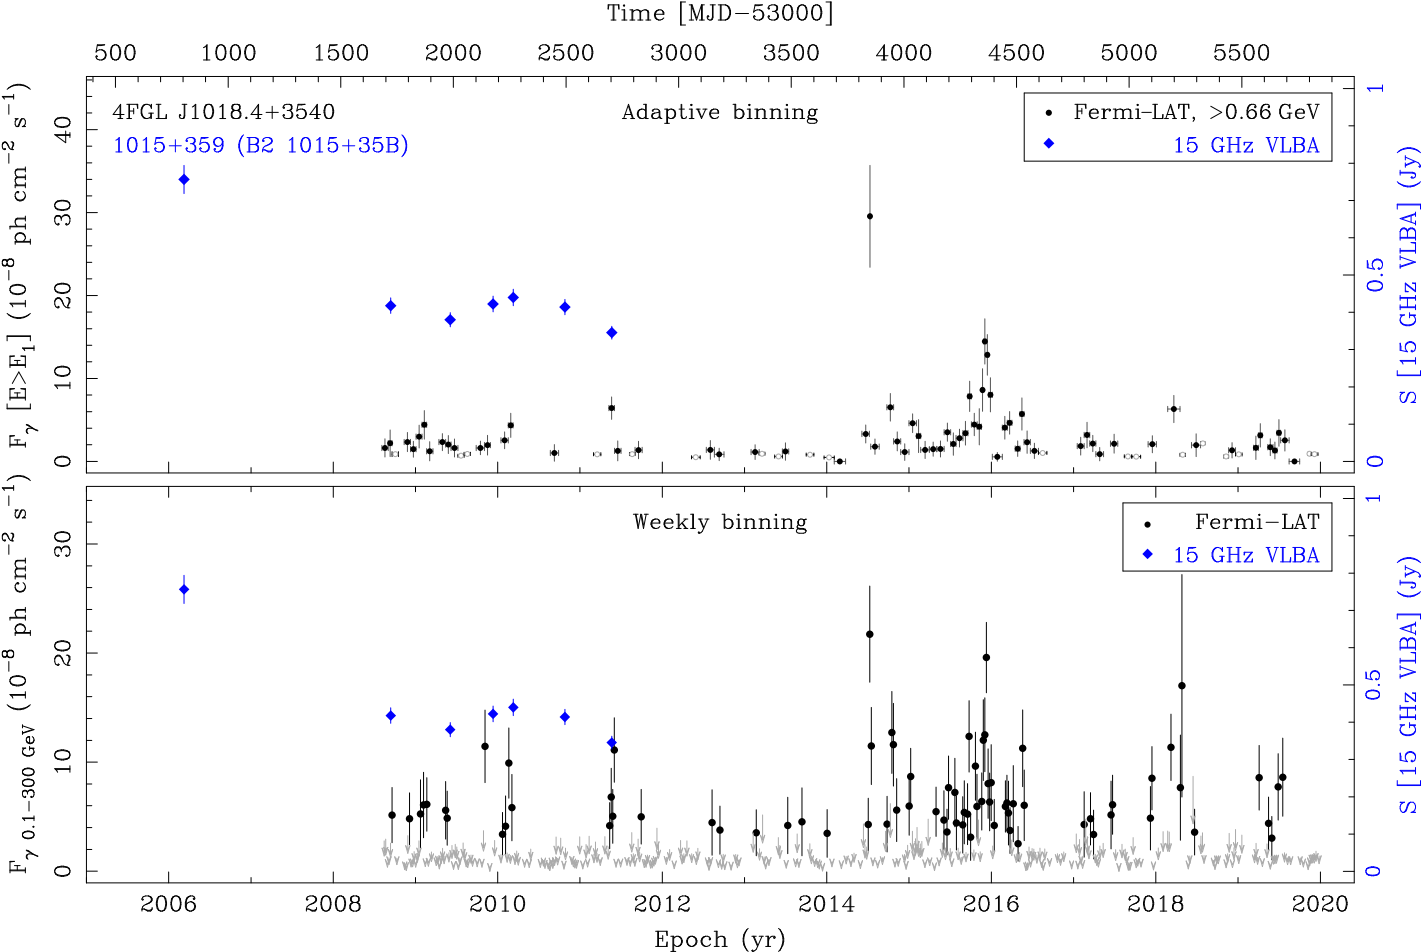 Time [MJD−53000]
500 1000 1500 2000 2500 3000 3500 4000 4500 5000 5500
4FGL J1018.4+3540
1015+359 (B2 1015+35B)
Adaptive binning
Fermi−LAT, >0.66 GeV
15 GHz VLBA
F_γ [E>E_1] (10^−8 ph cm^−2 s^−1)
40
30
20
10
0
1
0.5
0
S [15 GHz VLBA] (Jy)
Weekly binning
Fermi−LAT
15 GHz VLBA
F_γ 0.1−300 GeV (10^−8 ph cm^−2 s^−1)
30
20
10
0
1
0.5
0
S [15 GHz VLBA] (Jy)
2006 2008 2010 2012 2014 2016 2018 2020
Epoch (yr)